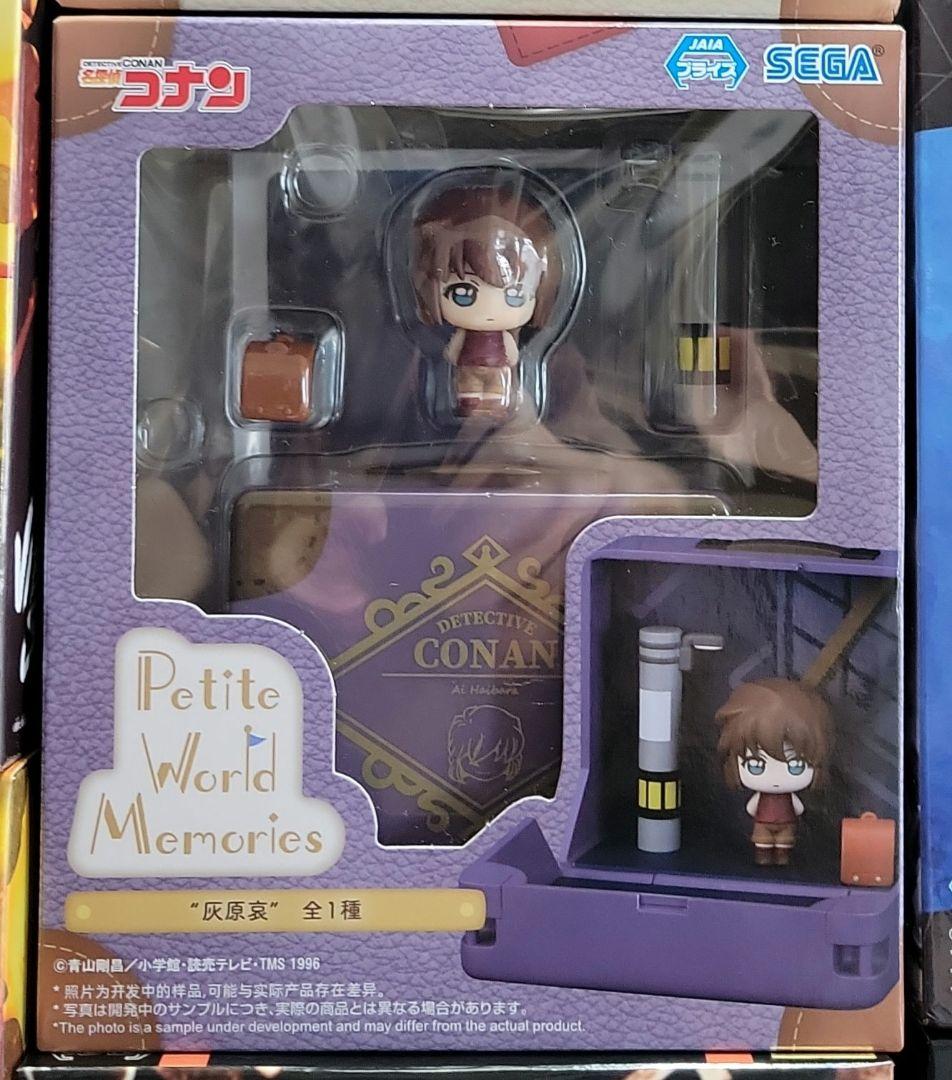 DETECTIVE CONAN
名探偵コナン
JAIA
プライズ
SEGA®
DETECTIVE
CONAN
Ai Haibara
Petite
World
Memories
“灰原哀” 全1種
©青山剛昌／小学館・読売テレビ・TMS 1996
* 照片为开发中的样品,可能与实际产品存在差异。
* 写真は開発中のサンプルにつき、実際の商品とは異なる場合があります。
*The photo is a sample under development and may differ from the actual product.